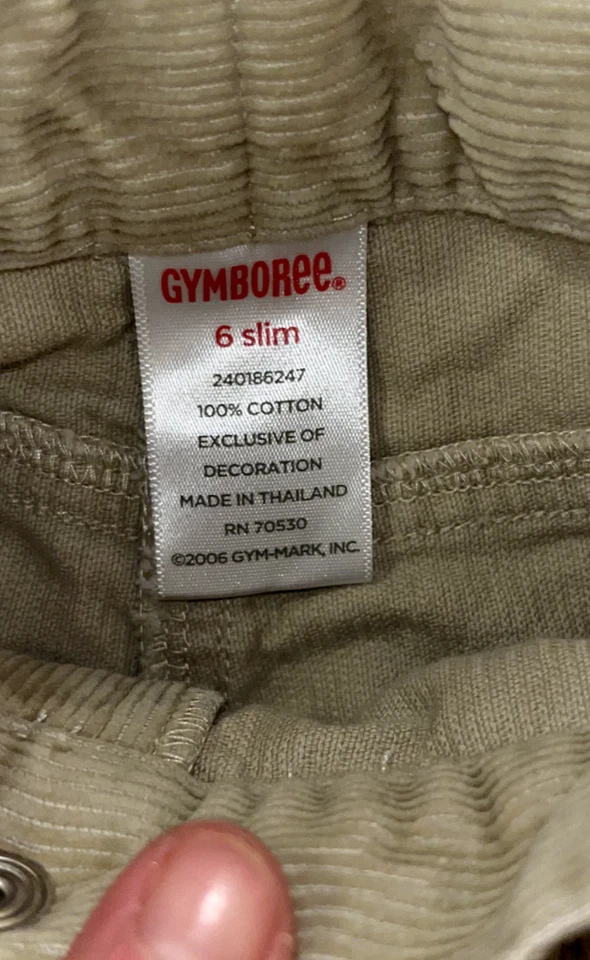 GYMBOREE®
6 slim
240186247
100% COTTON
EXCLUSIVE OF
DECORATION
MADE IN THAILAND
RN 70530
©2006 GYM-MARK, INC.